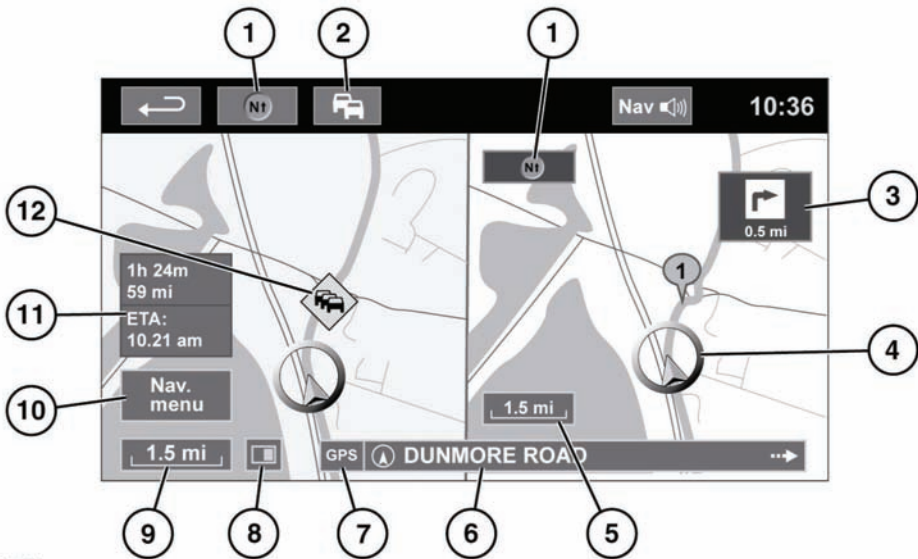 1
2
1
N
Nav
10:36
N
3
0.5 mi
12
1
1h 24m
59 mi
ETA:
10.21 am
11
4
Nav.
menu
10
1.5 mi
1.5 mi
GPS
DUNMORE ROAD
9
8
7
6
5